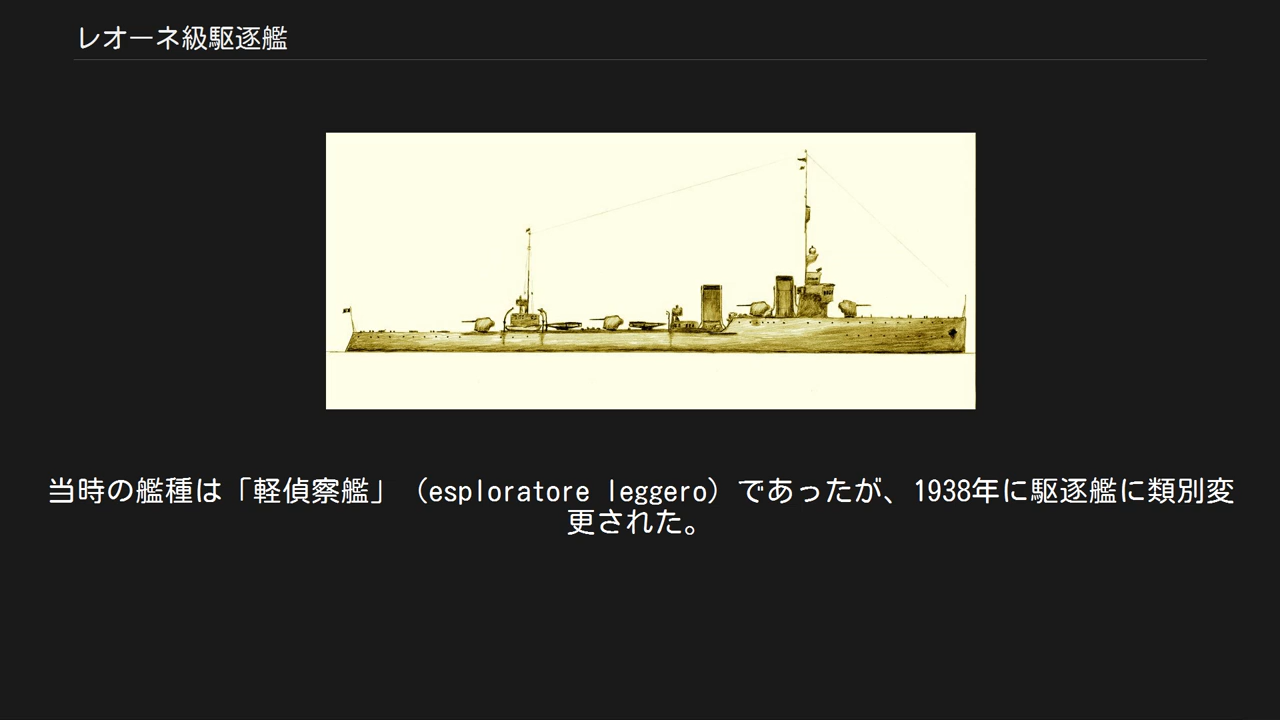 レオーネ級駆逐艦
当時の艦種は「軽偵察艦」（esploratore leggero）であったが、1938年に駆逐艦に類別変
更された。